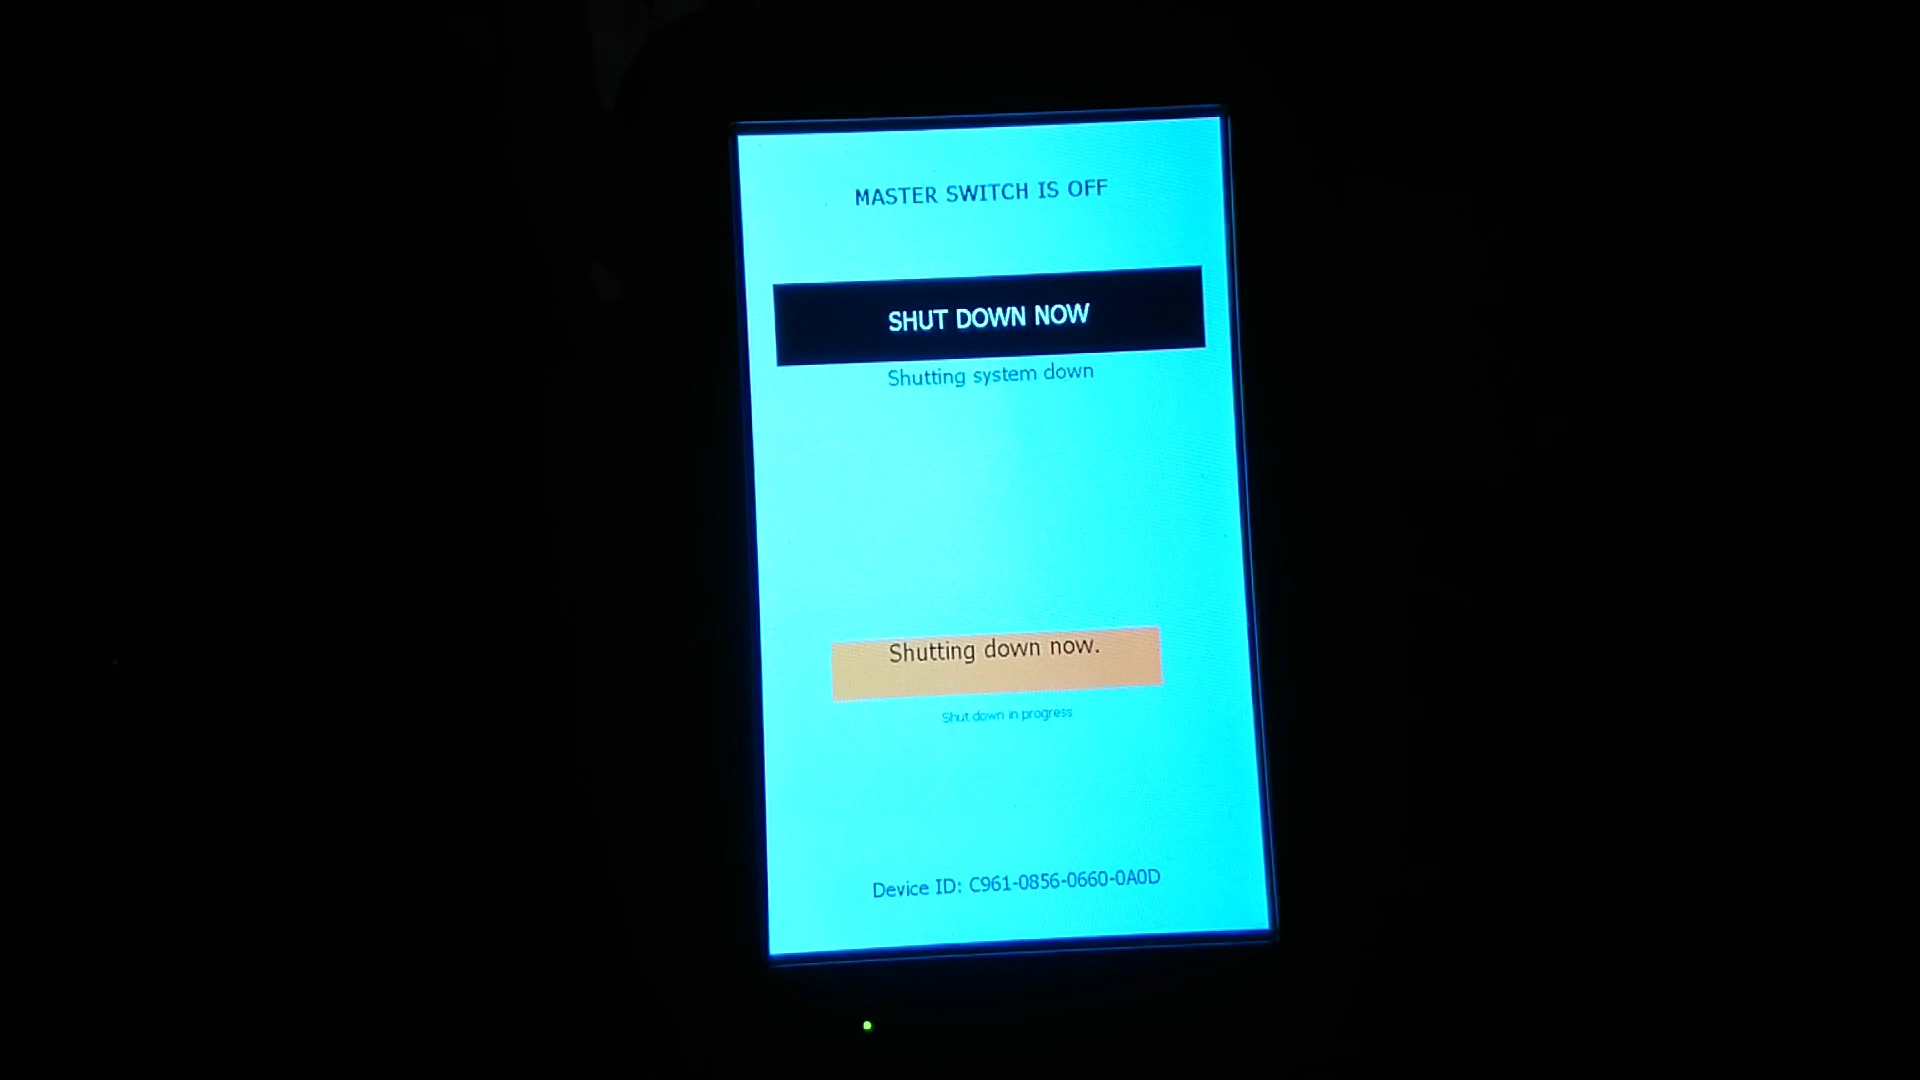 MASTER SWITCH IS OFF
SHUT DOWN NOW
Shutting system down
Shutting down now.
Shut down in progress
Device ID: C961-0856-0660-0A0D